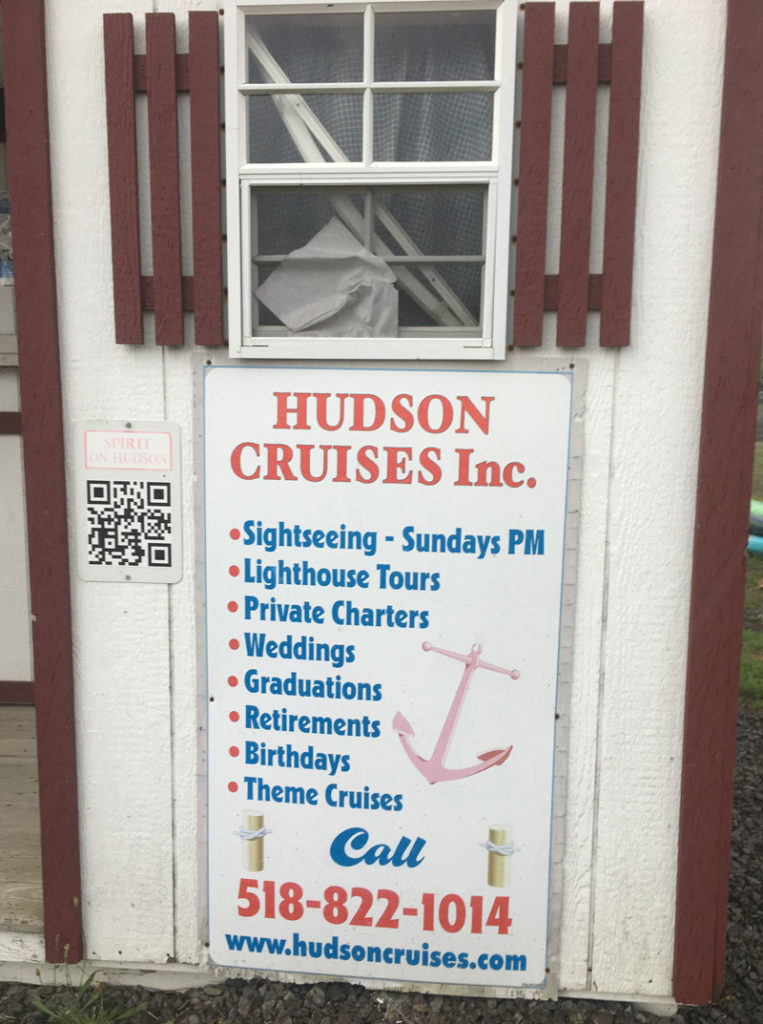 HUDSON
CRUISES Inc.
SPIRIT
ON HUDSON
•Sightseeing - Sundays PM
•Lighthouse Tours
•Private Charters
•Weddings
•Graduations
•Retirements
•Birthdays
•Theme Cruises
Call
518-822-1014
www.hudsoncruises.com